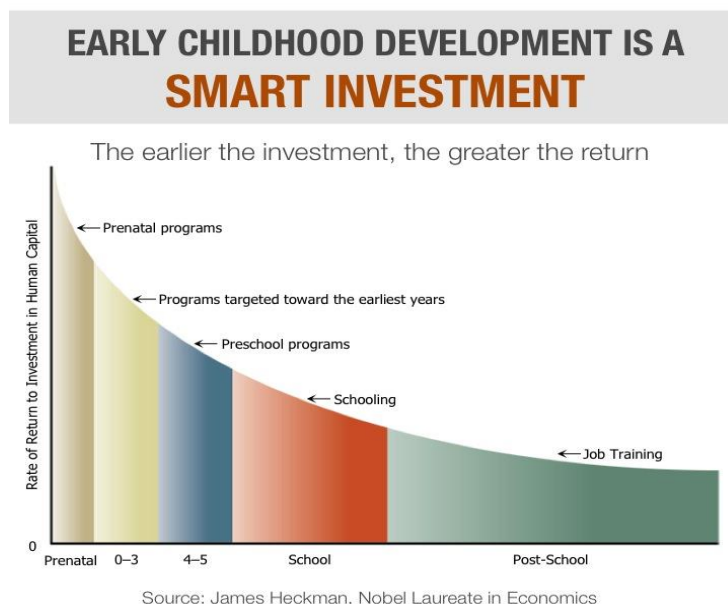 EARLY CHILDHOOD DEVELOPMENT IS A
SMART INVESTMENT
The earlier the investment, the greater the return
Rate of Return to Investment in Human Capital
Prenatal programs
Programs targeted toward the earliest years
Preschool programs
Schooling
Job Training
0
Prenatal 0–3 4–5 School Post-School
Source: James Heckman. Nobel Laureate in Economics